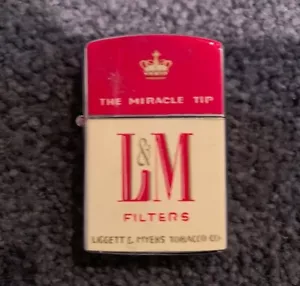 THE MIRACLE TIP
L&M
FILTERS
LIGGETT & MYERS TOBACCO CO